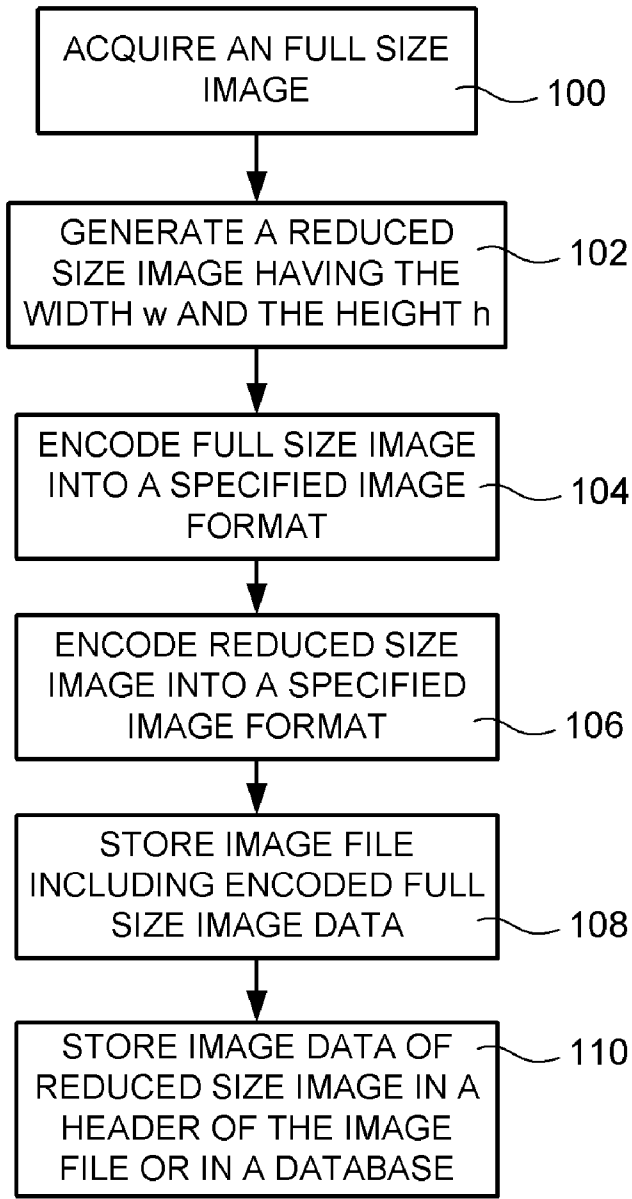 ACQUIRE AN FULL SIZE
IMAGE
100
GENERATE A REDUCED
SIZE IMAGE HAVING THE
WIDTH w AND THE HEIGHT h
102
ENCODE FULL SIZE IMAGE
INTO A SPECIFIED IMAGE
FORMAT
104
ENCODE REDUCED SIZE
IMAGE INTO A SPECIFIED
IMAGE FORMAT
106
STORE IMAGE FILE
INCLUDING ENCODED FULL
SIZE IMAGE DATA
108
STORE IMAGE DATA OF
REDUCED SIZE IMAGE IN A
HEADER OF THE IMAGE
FILE OR IN A DATABASE
110